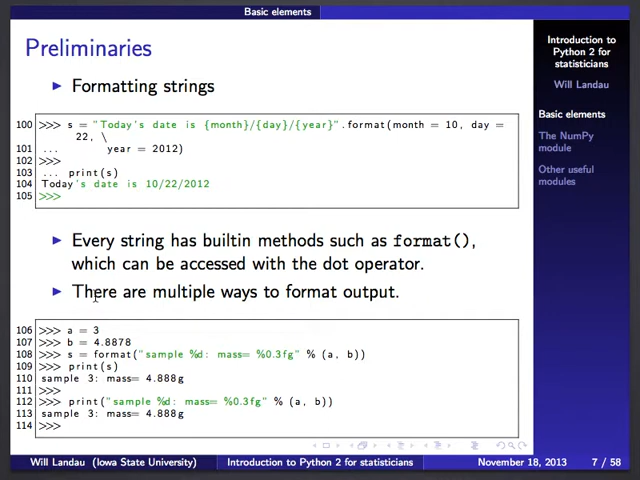 Basic elements
Preliminaries
Formatting strings
100 >>> s = "Today's date is {month}/{day}/{year}".format(month = 10, day =
22, \
101 ... year = 2012)
102 >>>
103 ... print(s)
104 Today's date is 10/22/2012
105 >>>
Every string has builtin methods such as format(),
which can be accessed with the dot operator.
There are multiple ways to format output.
106 >>> a = 3
107 >>> b = 4.8878
108 >>> s = format("sample %d: mass= %0.3fg" % (a, b))
109 >>> print(s)
110 sample 3: mass= 4.888g
111 >>>
112 >>> print("sample %d: mass= %0.3fg" % (a, b))
113 sample 3: mass= 4.888g
114 >>>
Introduction to
Python 2 for
statisticians
Will Landau
Basic elements
The NumPy
module
Other useful
modules
Will Landau (Iowa State University) Introduction to Python 2 for statisticians November 18, 2013 7 / 58